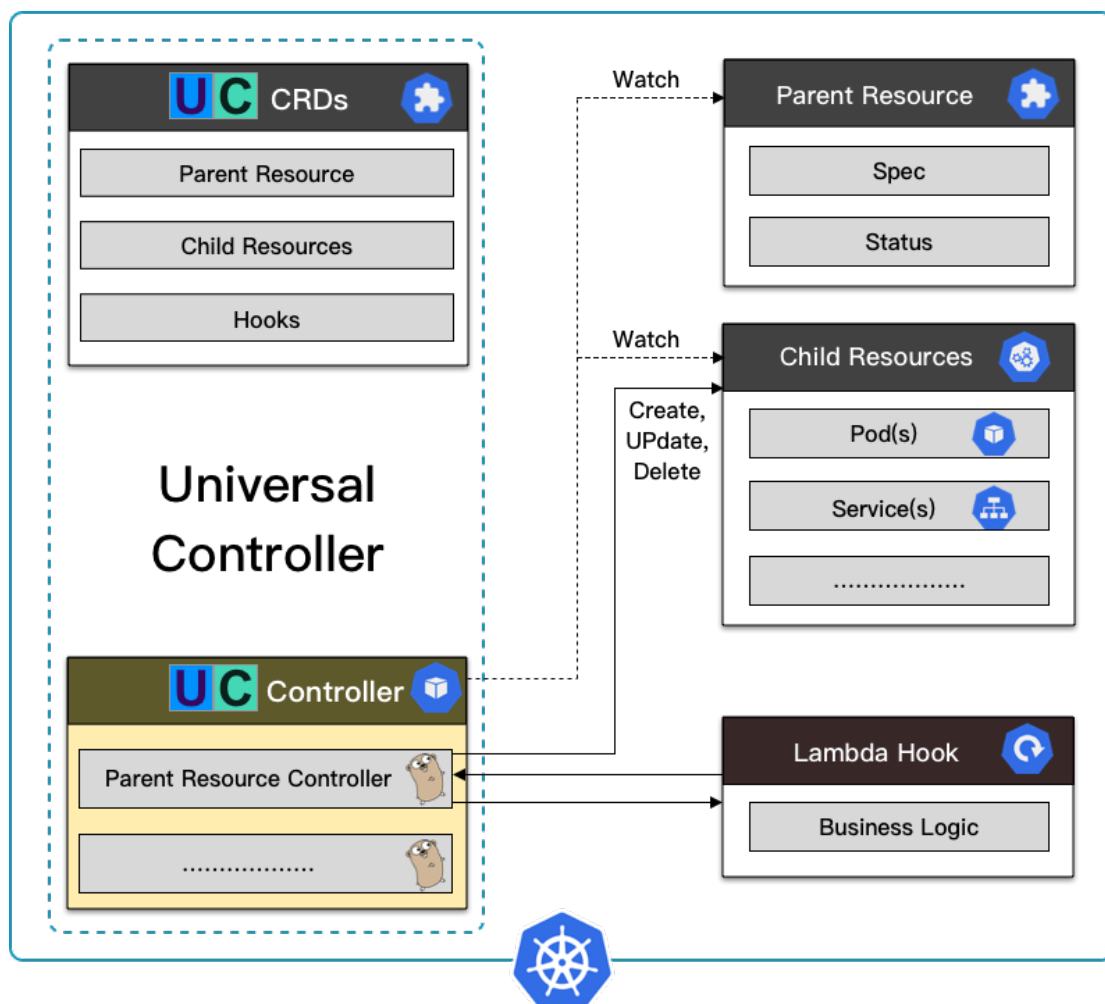 UC CRDs
Parent Resource
Child Resources
Hooks
Universal
Controller
UC Controller
Parent Resource Controller
..................
Watch
Watch
Create,
UPdate,
Delete
Parent Resource
Spec
Status
Child Resources
Pod(s)
Service(s)
..................
Lambda Hook
Business Logic